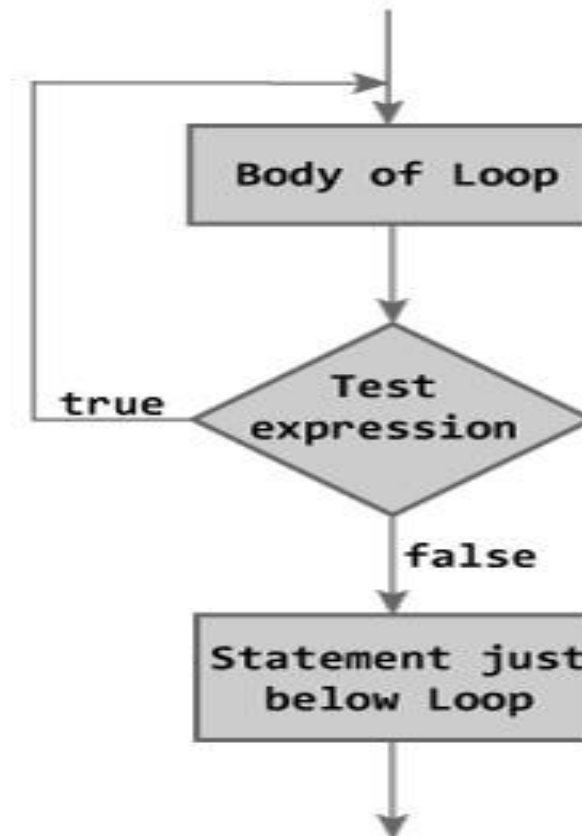 Body of Loop
Test
expression
true
false
Statement just
below Loop